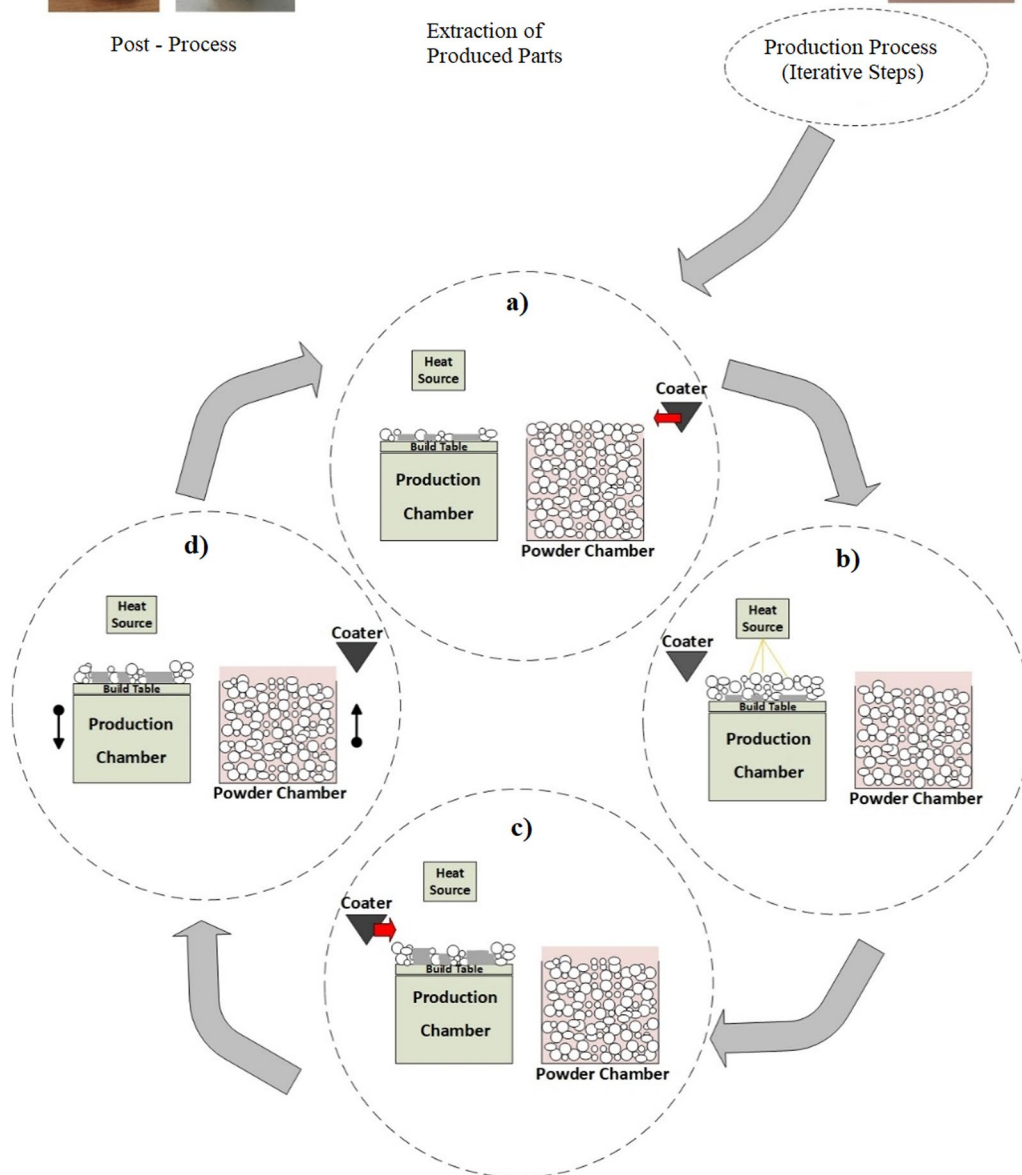 Post - Process
Extraction of
Produced Parts
Production Process
(Iterative Steps)
a)
Heat
Source
Coater
Build Table
Production
Chamber
Powder Chamber
b)
Heat
Source
Coater
Build Table
Production
Chamber
Powder Chamber
c)
Heat
Source
Coater
Build Table
Production
Chamber
Powder Chamber
d)
Heat
Source
Coater
Build Table
Production
Chamber
Powder Chamber